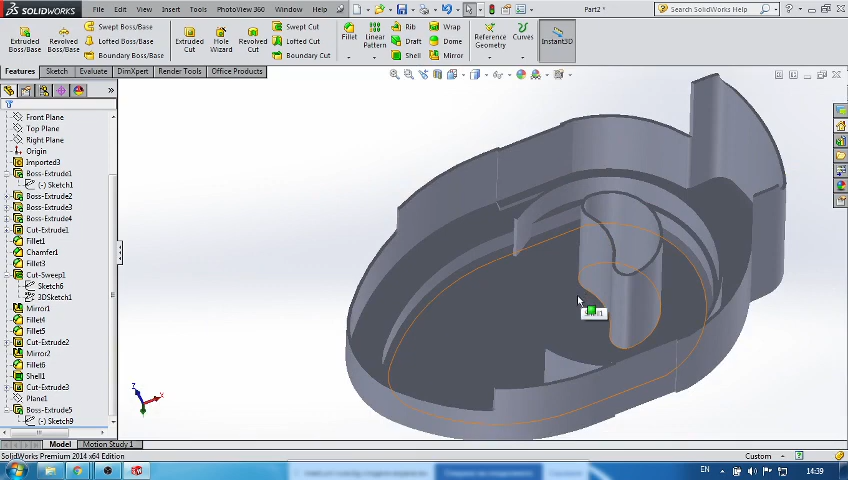 SOLIDWORKS File Edit View Insert Tools PhotoView 360 Window Help Part2 * Search SOLIDWORKS Help
Extruded Boss/Base
Revolved Boss/Base
Swept Boss/Base
Lofted Boss/Base
Boundary Boss/Base
Extruded Cut
Hole Wizard
Revolved Cut
Swept Cut
Lofted Cut
Boundary Cut
Fillet
Linear Pattern
Rib
Draft
Shell
Wrap
Dome
Mirror
Reference Geometry
Curves
Instant3D
Features Sketch Evaluate DimXpert Render Tools Office Products
Front Plane
Top Plane
Right Plane
Origin
Imported3
Boss-Extrude1
(-) Sketch1
Boss-Extrude2
Boss-Extrude3
Boss-Extrude4
Cut-Extrude1
Fillet1
Chamfer1
Fillet3
Cut-Sweep1
Sketch6
3DSketch1
Mirror1
Fillet4
Fillet5
Cut-Extrude2
Mirror2
Fillet6
Shell1
Cut-Extrude3
Plane1
Boss-Extrude5
(-) Sketch9
Z
X
Model Motion Study 1
SOLIDWORKS Premium 2014 x64 Edition Custom
EN 14:39